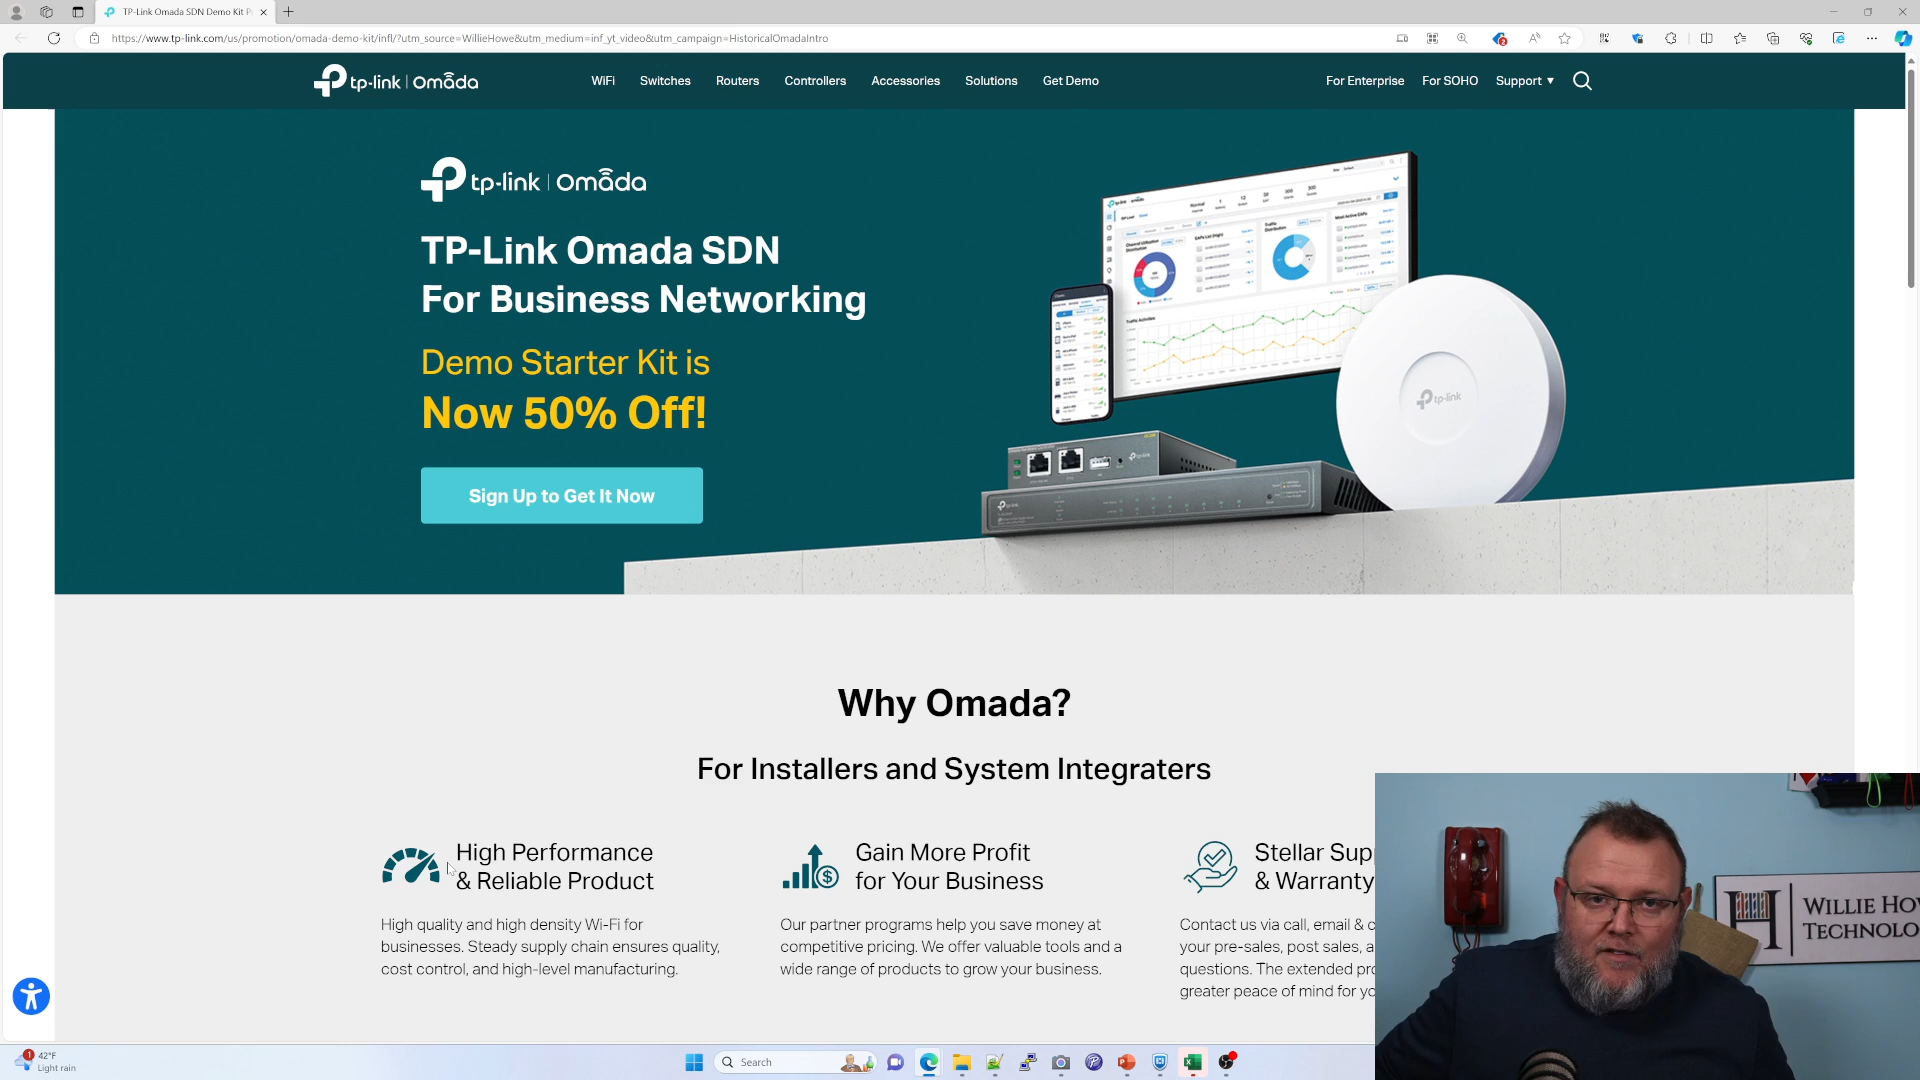 TP-Link Omada SDN Demo Kit P
https://www.tp-link.com/us/promotion/omada-demo-kit/infl/?utm_source=WillieHowe&utm_medium=inf_yt_video&utm_campaign=HistoricalOmadaIntro
tp-link | Omada
WiFi Switches Routers Controllers Accessories Solutions Get Demo
For Enterprise For SOHO Support
tp-link | Omada
TP-Link Omada SDN
For Business Networking
Demo Starter Kit is
Now 50% Off!
Sign Up to Get It Now
tp-link
tp-link
tp-link
Why Omada?
For Installers and System Integraters
High Performance
& Reliable Product
High quality and high density Wi-Fi for
businesses. Steady supply chain ensures quality,
cost control, and high-level manufacturing.
Gain More Profit
for Your Business
Our partner programs help you save money at
competitive pricing. We offer valuable tools and a
wide range of products to grow your business.
Stellar Sup
& Warranty
Contact us via call, email & c
your pre-sales, post sales, a
questions. The extended pr
greater peace of mind for yo
H
WILLIE HO
TECHNOLO
1
42°F
Light rain
Search